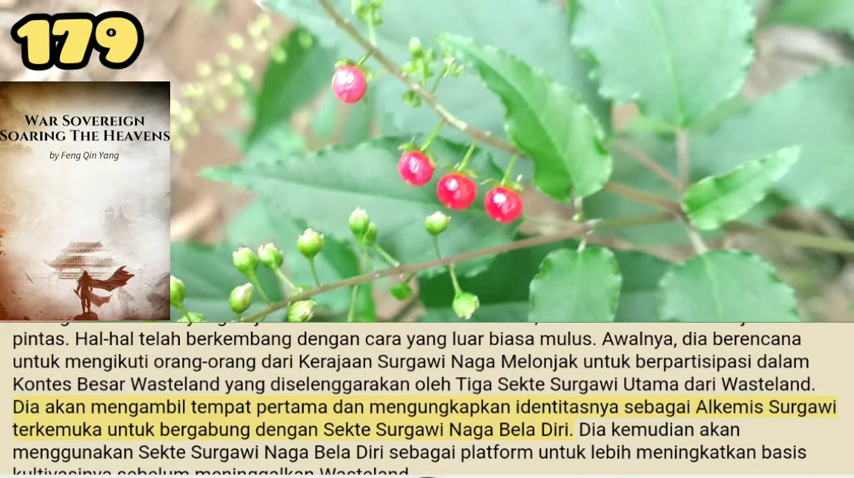 179
WAR SOVEREIGN
SOARING THE HEAVENS
by Feng Qin Yang
pintas. Hal-hal telah berkembang dengan cara yang luar biasa mulus. Awalnya, dia berencana
untuk mengikuti orang-orang dari Kerajaan Surgawi Naga Melonjak untuk berpartisipasi dalam
Kontes Besar Wasteland yang diselenggarakan oleh Tiga Sekte Surgawi Utama dari Wasteland.
Dia akan mengambil tempat pertama dan mengungkapkan identitasnya sebagai Alkemis Surgawi
terkemuka untuk bergabung dengan Sekte Surgawi Naga Bela Diri. Dia kemudian akan
menggunakan Sekte Surgawi Naga Bela Diri sebagai platform untuk lebih meningkatkan basis
kultivasinya sebelum meninggalkan Wasteland.